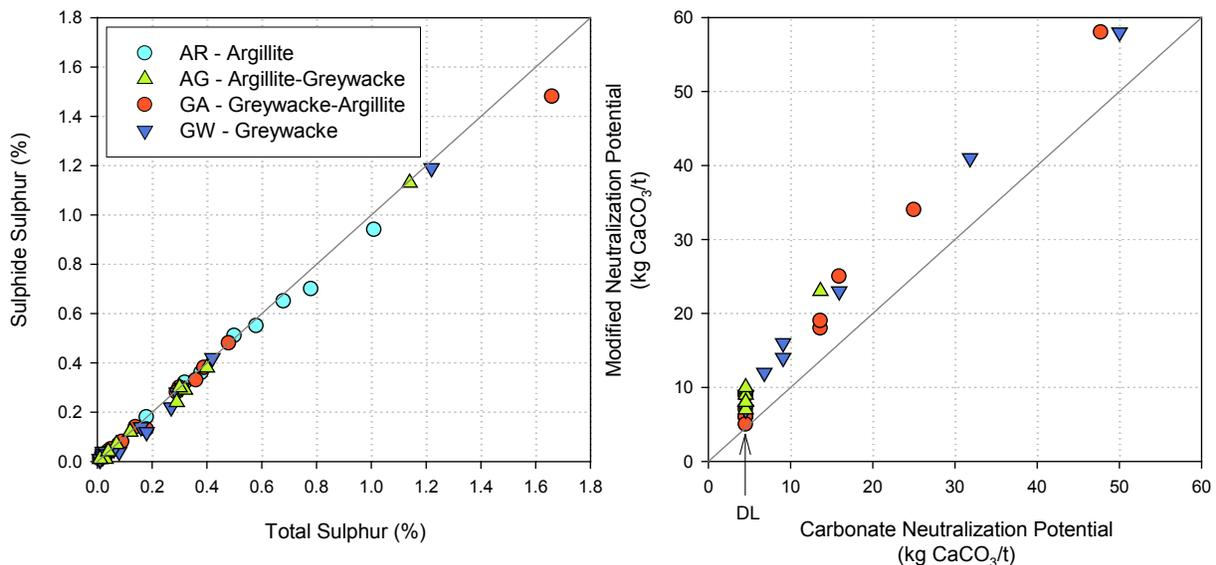 1.8
1.6
1.4
1.2
1.0
0.8
0.6
0.4
0.2
0.0
Sulphide Sulphur (%)
AR - Argillite
AG - Argillite-Greywacke
GA - Greywacke-Argillite
GW - Greywacke
0.0 0.2 0.4 0.6 0.8 1.0 1.2 1.4 1.6 1.8
Total Sulphur (%)
60
50
40
30
20
10
0
Modified Neutralization Potential
(kg CaCO₃/t)
0 10 20 30 40 50 60
DL
Carbonate Neutralization Potential
(kg CaCO₃/t)